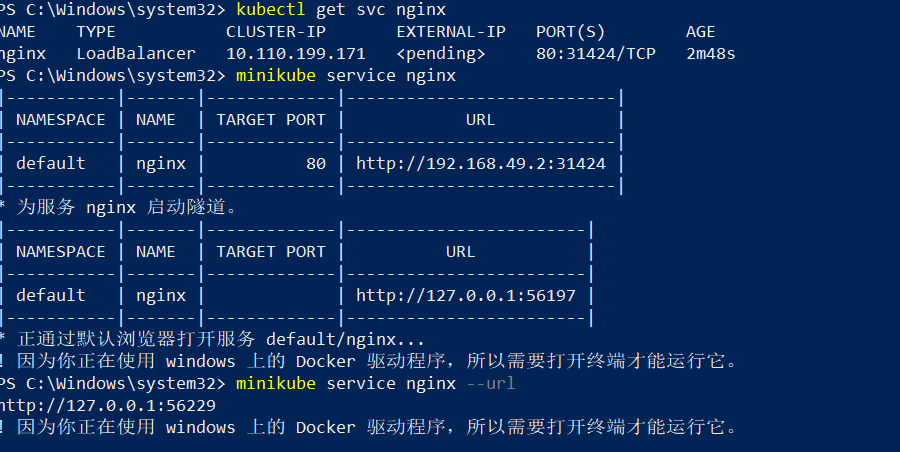 PS C:\Windows\system32> kubectl get svc nginx
NAME    TYPE           CLUSTER-IP       EXTERNAL-IP   PORT(S)        AGE
nginx   LoadBalancer   10.110.199.171   <pending>     80:31424/TCP   2m48s
PS C:\Windows\system32> minikube service nginx
|-----------|-------|-------------|---------------------------|
| NAMESPACE | NAME  | TARGET PORT |            URL            |
|-----------|-------|-------------|---------------------------|
| default   | nginx |          80 | http://192.168.49.2:31424 |
|-----------|-------|-------------|---------------------------|
* 为服务 nginx 启动隧道。
|-----------|-------|-------------|------------------------|
| NAMESPACE | NAME  | TARGET PORT |          URL           |
|-----------|-------|-------------|------------------------|
| default   | nginx |             | http://127.0.0.1:56197 |
|-----------|-------|-------------|------------------------|
* 正通过默认浏览器打开服务 default/nginx...
! 因为你正在使用 windows 上的 Docker 驱动程序，所以需要打开终端才能运行它。
PS C:\Windows\system32> minikube service nginx --url
http://127.0.0.1:56229
! 因为你正在使用 windows 上的 Docker 驱动程序，所以需要打开终端才能运行它。